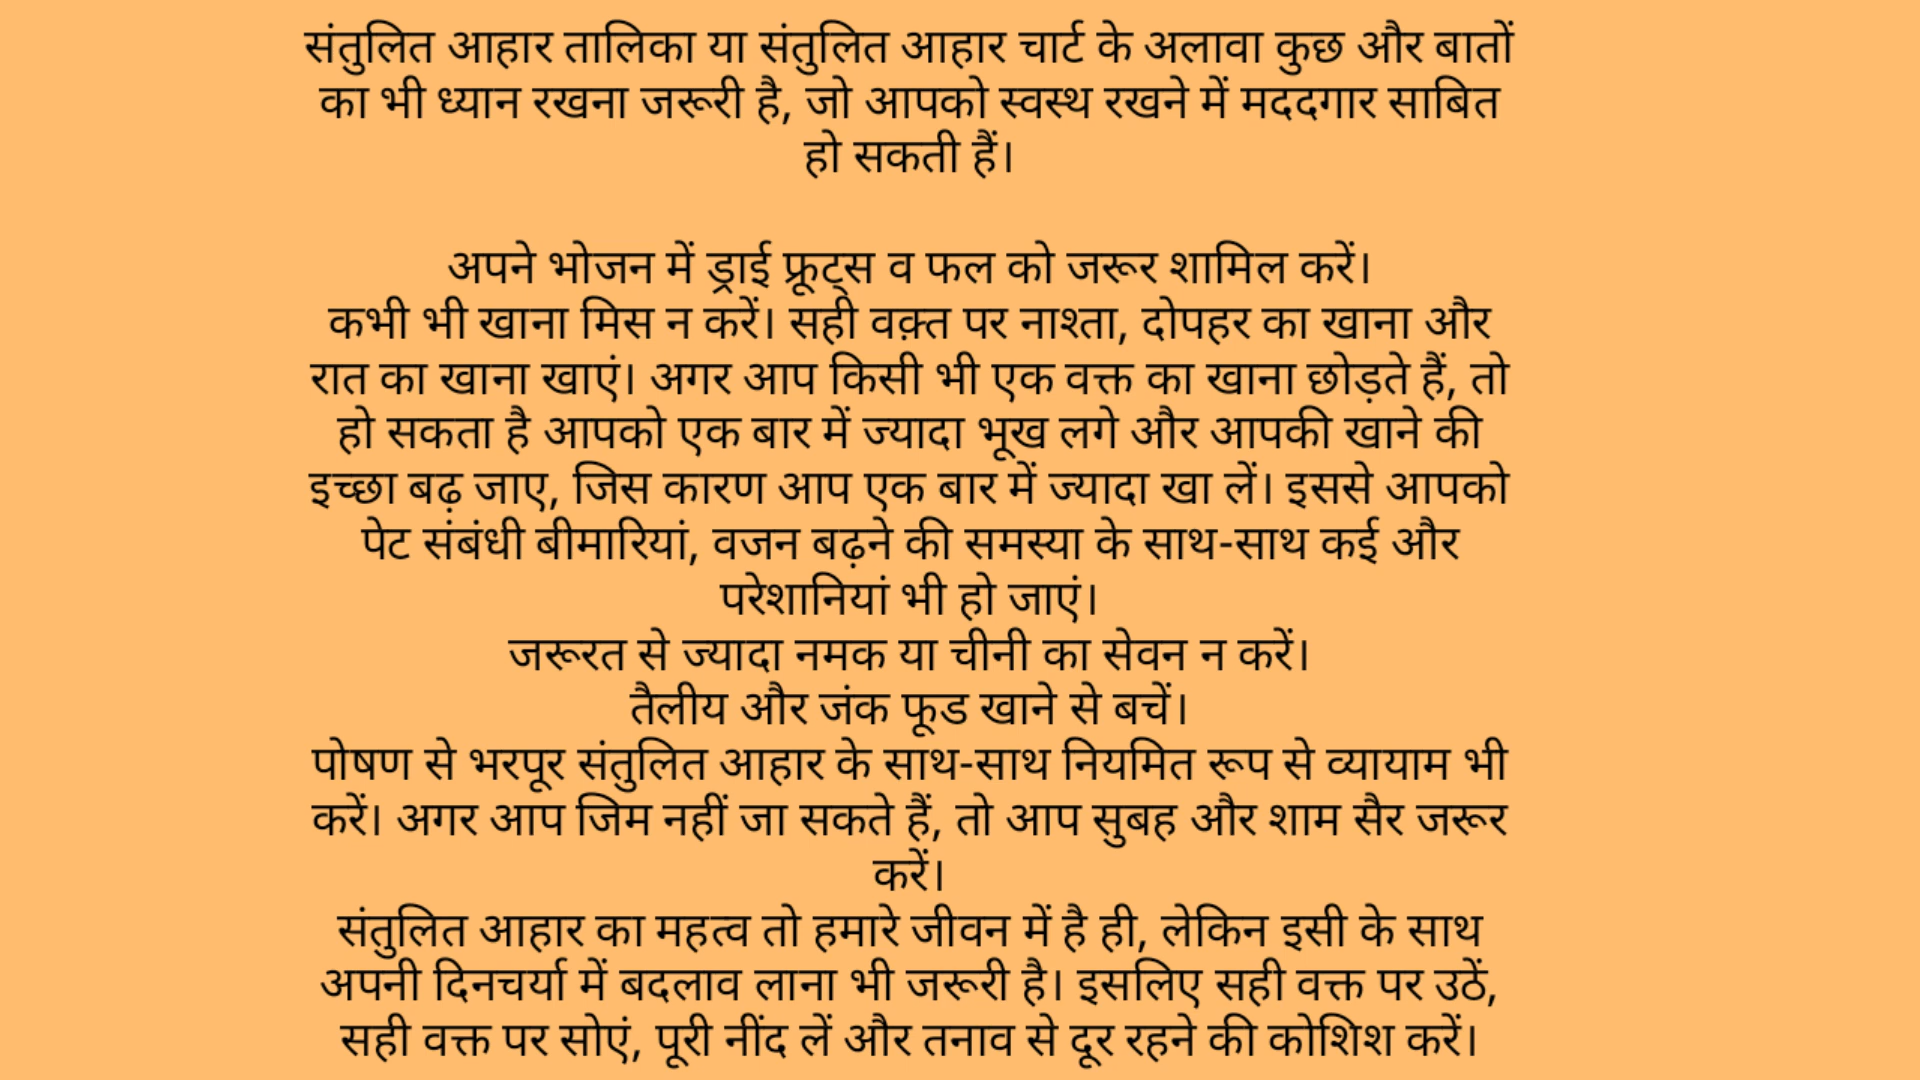 संतुलित आहार तालिका या संतुलित आहार चार्ट के अलावा कुछ और बातों
का भी ध्यान रखना जरूरी है, जो आपको स्वस्थ रखने में मददगार साबित
हो सकती हैं।
अपने भोजन में ड्राई फ्रूट्स व फल को जरूर शामिल करें।
कभी भी खाना मिस न करें। सही वक़्त पर नाश्ता, दोपहर का खाना और
रात का खाना खाएं। अगर आप किसी भी एक वक्त का खाना छोड़ते हैं, तो
हो सकता है आपको एक बार में ज्यादा भूख लगे और आपकी खाने की
इच्छा बढ़ जाए, जिस कारण आप एक बार में ज्यादा खा लें। इससे आपको
पेट संबंधी बीमारियां, वजन बढ़ने की समस्या के साथ-साथ कई और
परेशानियां भी हो जाएं।
जरूरत से ज्यादा नमक या चीनी का सेवन न करें।
तैलीय और जंक फूड खाने से बचें।
पोषण से भरपूर संतुलित आहार के साथ-साथ नियमित रूप से व्यायाम भी
करें। अगर आप जिम नहीं जा सकते हैं, तो आप सुबह और शाम सैर जरूर
करें।
संतुलित आहार का महत्व तो हमारे जीवन में है ही, लेकिन इसी के साथ
अपनी दिनचर्या में बदलाव लाना भी जरूरी है। इसलिए सही वक्त पर उठें,
सही वक्त पर सोएं, पूरी नींद लें और तनाव से दूर रहने की कोशिश करें।